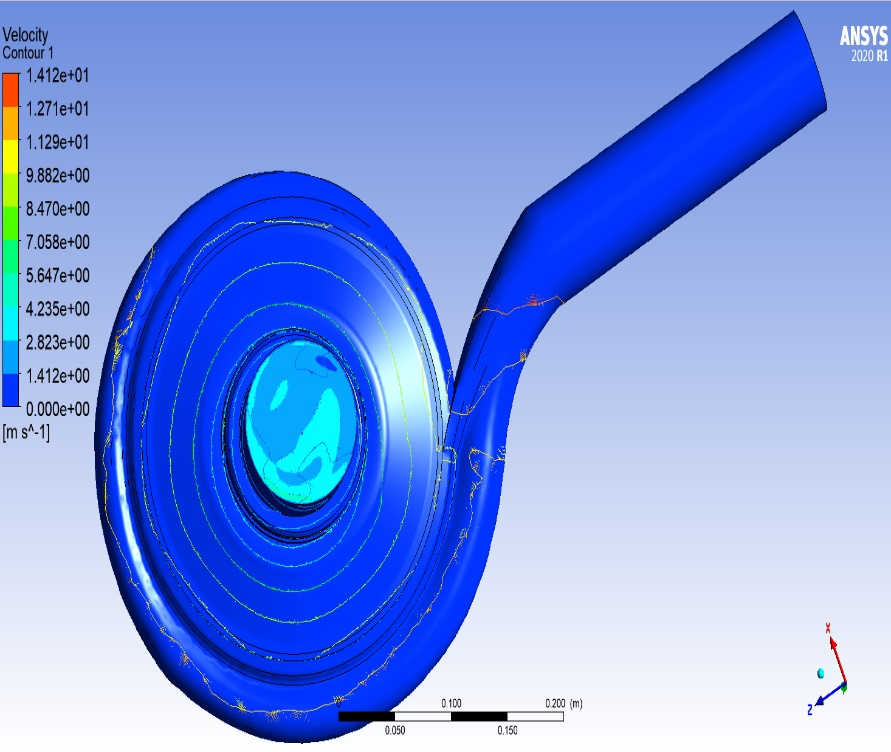 Velocity
Contour 1
1.412e+01
1.271e+01
1.129e+01
9.882e+00
8.470e+00
7.058e+00
5.647e+00
4.235e+00
2.823e+00
1.412e+00
0.000e+00
[m s^-1]
ANSYS
2020 R1
0 0.100 0.200 (m)
0.050 0.150
X
Z